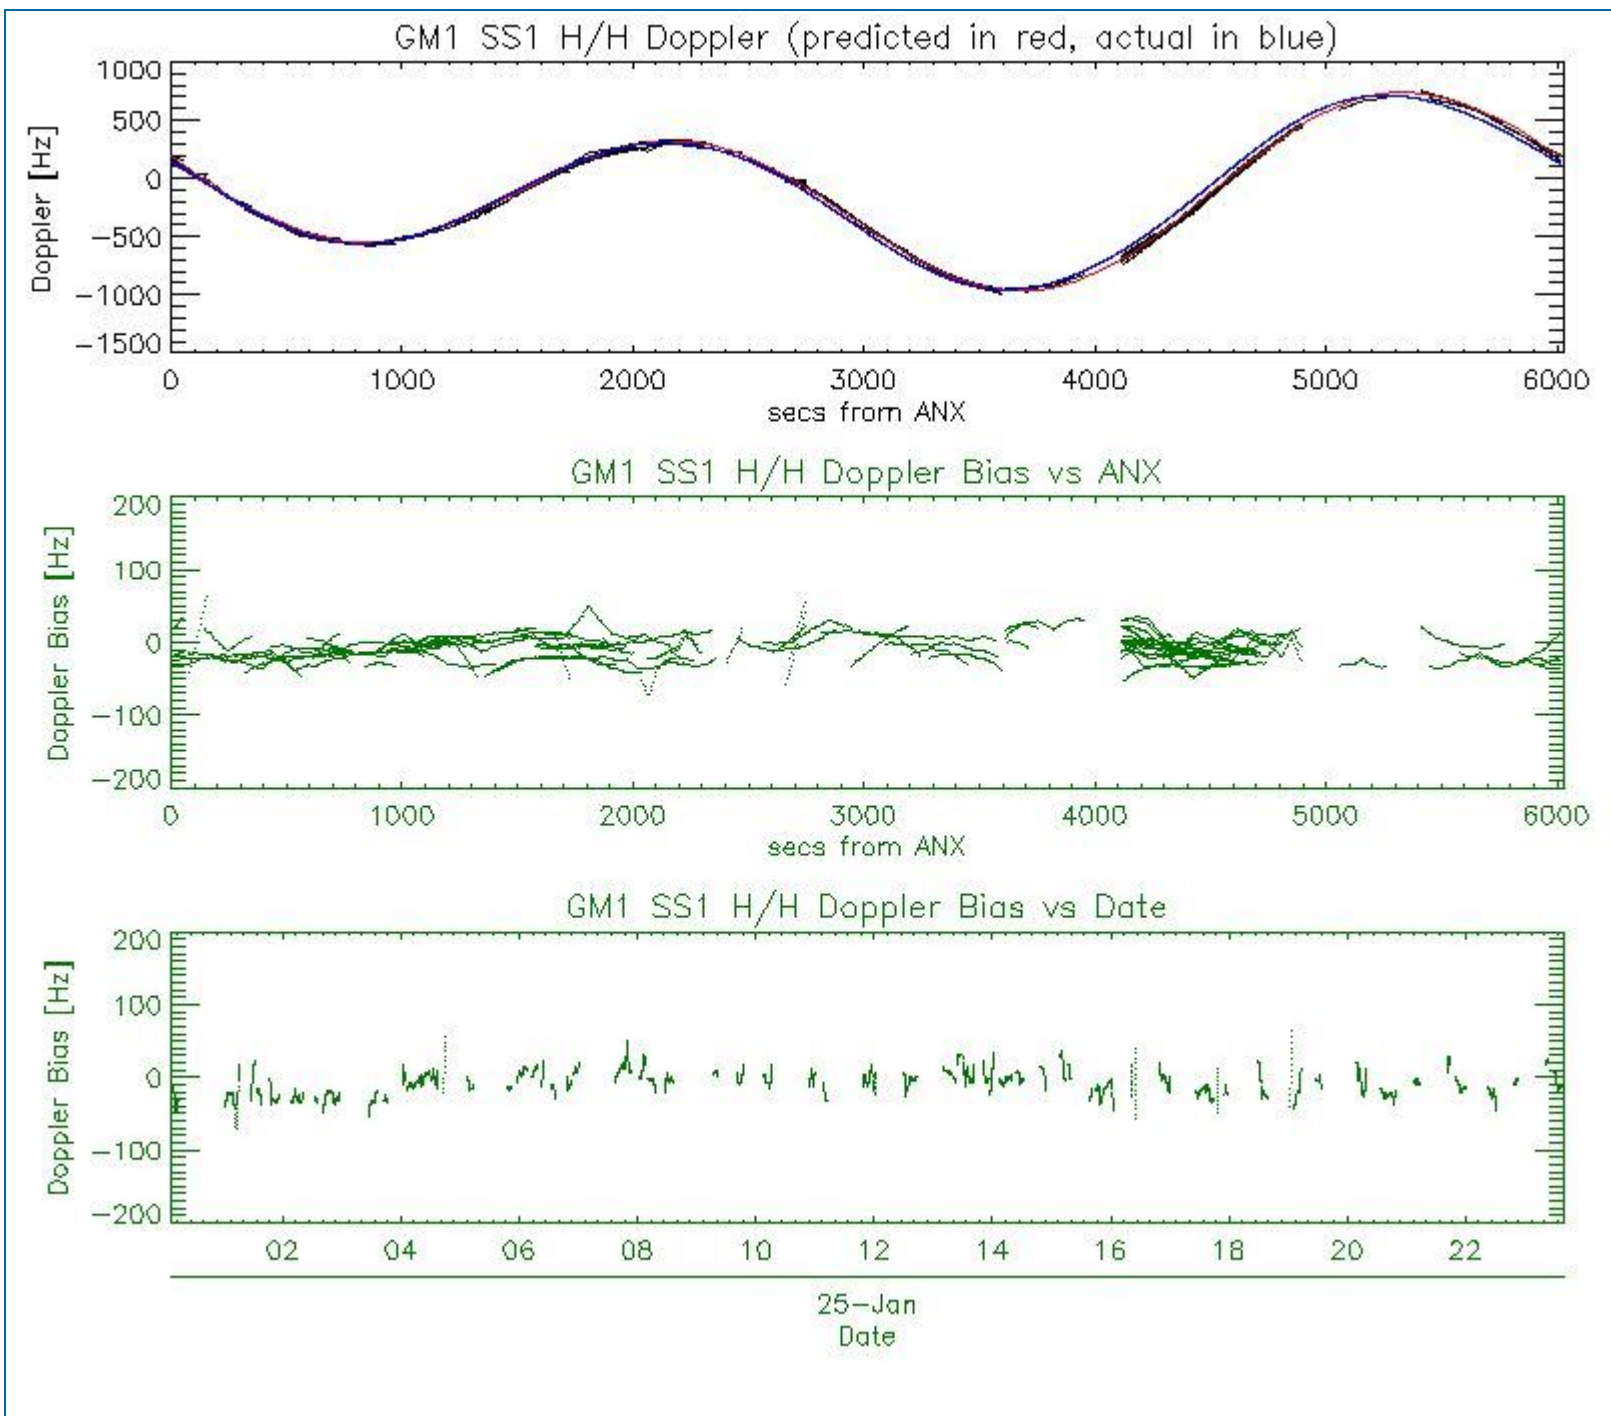 GM1 SS1 H/H Doppler (predicted in red, actual in blue)
1000
500
0
−500
−1000
−1500
Doppler [Hz]
0 1000 2000 3000 4000 5000 6000
secs from ANX
GM1 SS1 H/H Doppler Bias vs ANX
200
100
0
−100
−200
Doppler Bias [Hz]
0 1000 2000 3000 4000 5000 6000
secs from ANX
GM1 SS1 H/H Doppler Bias vs Date
200
100
0
−100
−200
Doppler Bias [Hz]
02 04 06 08 10 12 14 16 18 20 22
25−Jan
Date